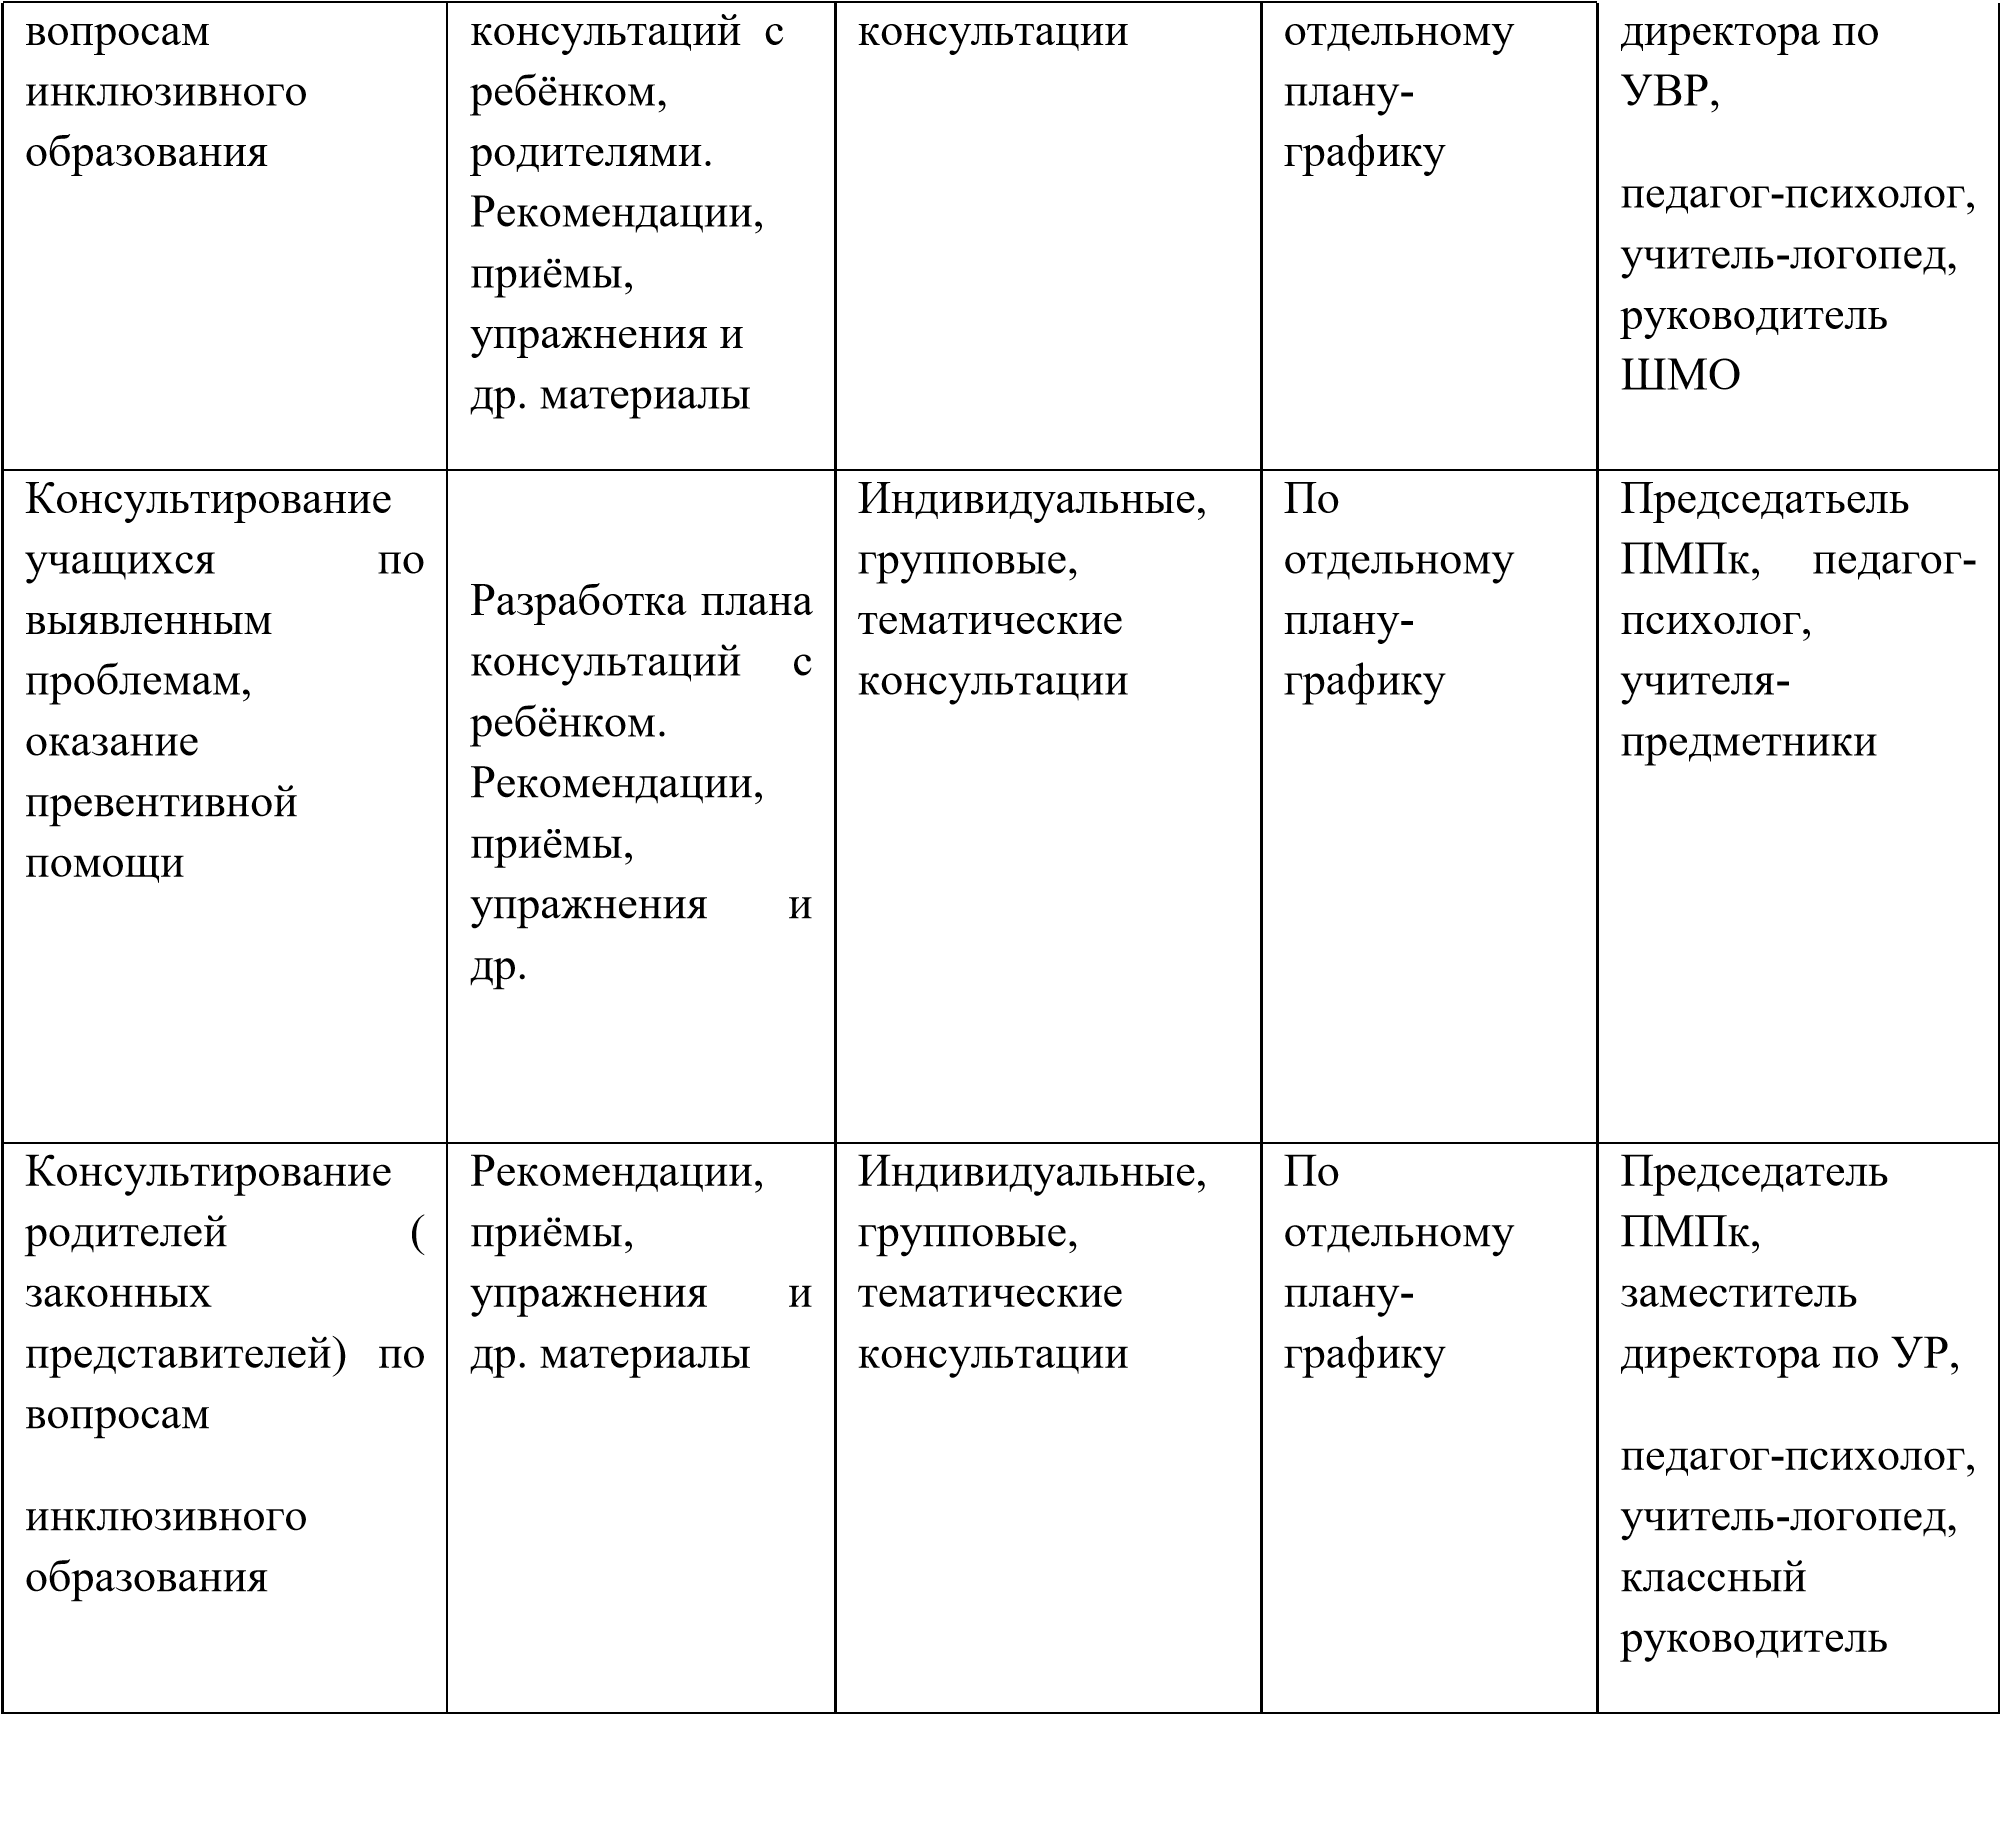 вопросам
инклюзивного
образования
консультаций с
ребёнком,
родителями.
Рекомендации,
приёмы,
упражнения и
др. материалы
консультации
отдельному
плану-
графику
директора по
УВР,
педагог-психолог,
учитель-логопед,
руководитель
ШМО
Консультирование
учащихся по
выявленным
проблемам,
оказание
превентивной
помощи
Разработка плана
консультаций с
ребёнком.
Рекомендации,
приёмы,
упражнения и
др.
Индивидуальные,
групповые,
тематические
консультации
По
отдельному
плану-
графику
Председатьель
ПМПк, педагог-
психолог,
учителя-
предметники
Консультирование
родителей (
законных
представителей) по
вопросам
инклюзивного
образования
Рекомендации,
приёмы,
упражнения и
др. материалы
Индивидуальные,
групповые,
тематические
консультации
По
отдельному
плану-
графику
Председатель
ПМПк,
заместитель
директора по УР,
педагог-психолог,
учитель-логопед,
классный
руководитель